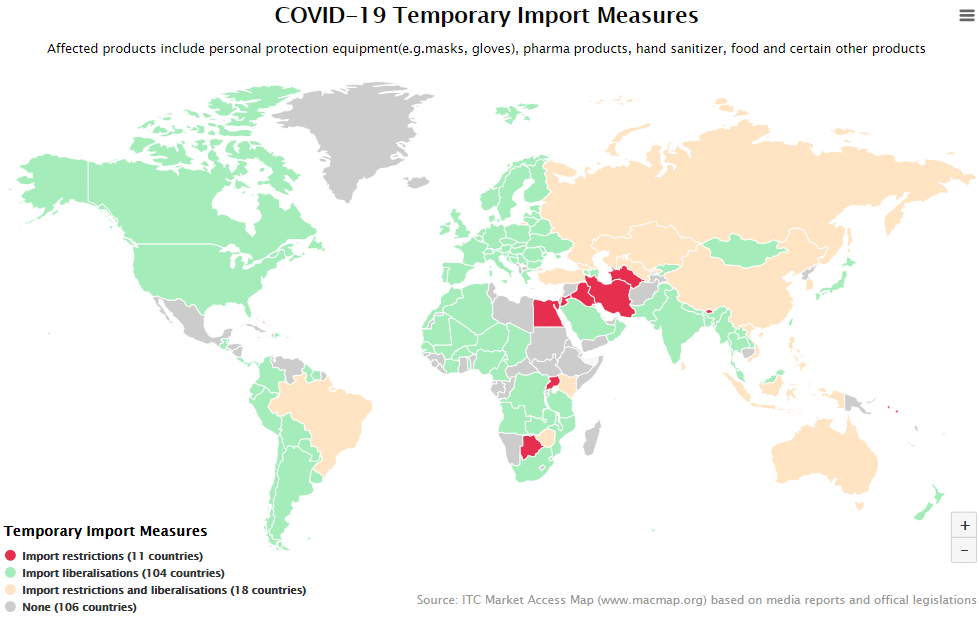 COVID-19 Temporary Import Measures
Affected products include personal protection equipment(e.g.masks, gloves), pharma products, hand sanitizer, food and certain other products
Temporary Import Measures
Import restrictions (11 countries)
Import liberalisations (104 countries)
Import restrictions and liberalisations (18 countries)
None (106 countries)
+
−
Source: ITC Market Access Map (www.macmap.org) based on media reports and offical legislations